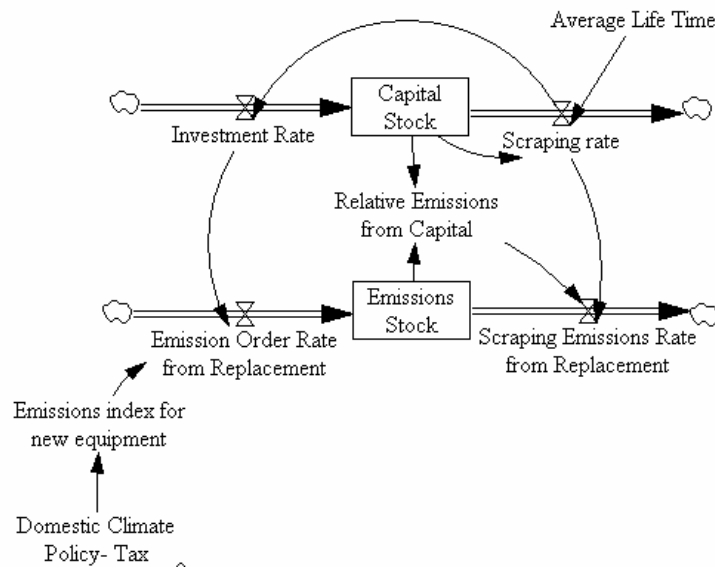 Average Life Time
Capital
Stock
Investment Rate
Scraping rate
Relative Emissions
from Capital
Emissions
Stock
Emission Order Rate
from Replacement
Scraping Emissions Rate
from Replacement
Emissions index for
new equipment
Domestic Climate
Policy- Tax